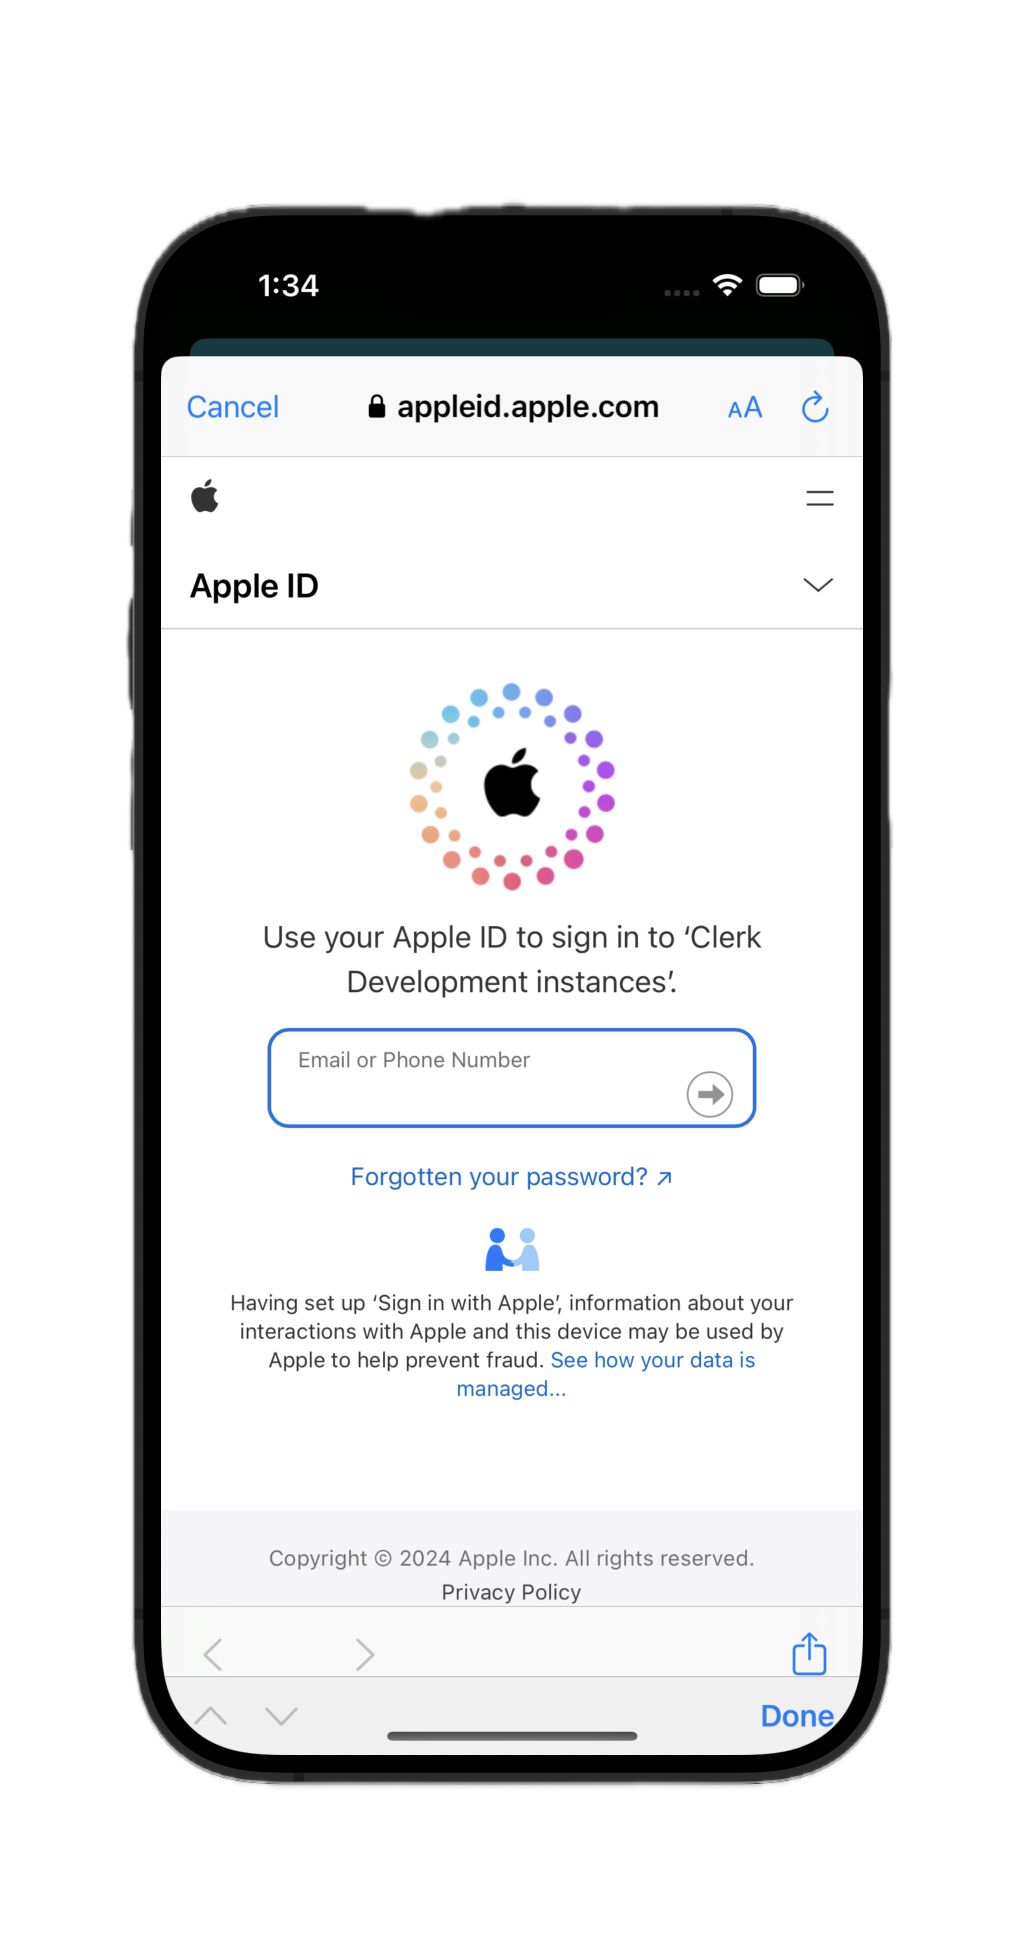 1:34
Cancel
appleid.apple.com
AA
Apple ID
Use your Apple ID to sign in to ‘Clerk
Development instances’.
Email or Phone Number
Forgotten your password? ↗
Having set up ‘Sign in with Apple’, information about your
interactions with Apple and this device may be used by
Apple to help prevent fraud. See how your data is
managed...
Copyright © 2024 Apple Inc. All rights reserved.
Privacy Policy
Done